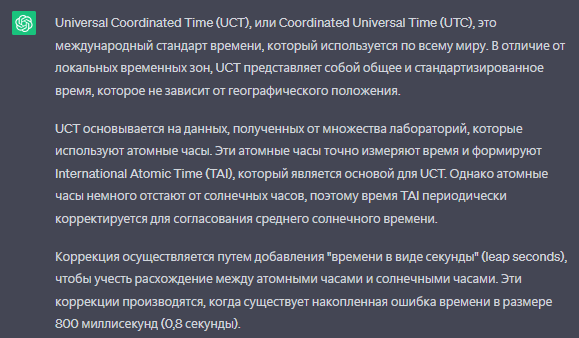 Universal Coordinated Time (UCT), или Coordinated Universal Time (UTC), это
международный стандарт времени, который используется по всему миру. В отличие от
локальных временных зон, UCT представляет собой общее и стандартизированное
время, которое не зависит от географического положения.
UCT основывается на данных, полученных от множества лабораторий, которые
используют атомные часы. Эти атомные часы точно измеряют время и формируют
International Atomic Time (TAI), который является основой для UCT. Однако атомные
часы немного отстают от солнечных часов, поэтому время TAI периодически
корректируется для согласования среднего солнечного времени.
Коррекция осуществляется путем добавления "времени в виде секунды" (leap seconds),
чтобы учесть расхождение между атомными часами и солнечными часами. Эти
коррекции производятся, когда существует накопленная ошибка времени в размере
800 миллисекунд (0,8 секунды).